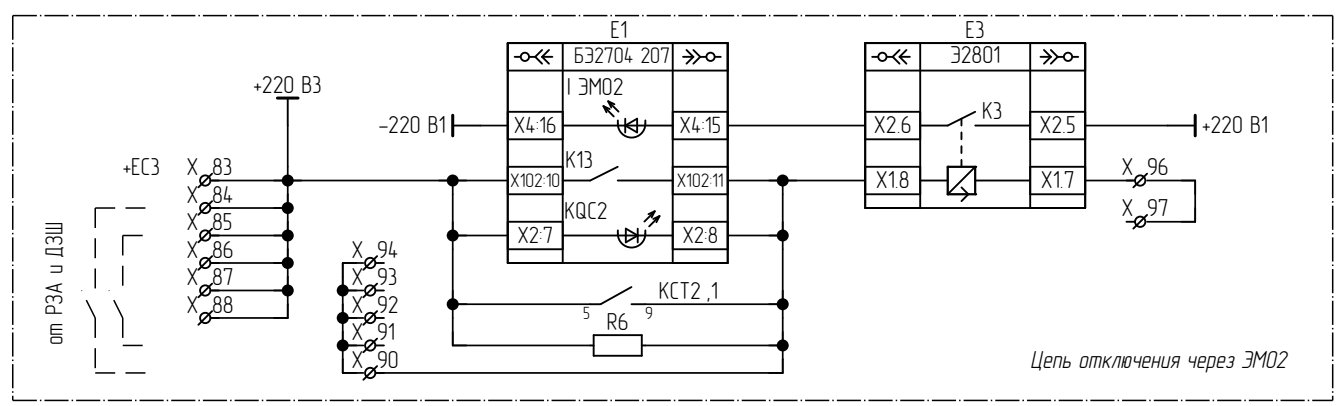 E1
E3
БЭ2704 207
Э2801
+220 В3
I ЭМО2
–220 В1
X4:16
X4:15
X2.6
К3
X2.5
+220 В1
+EC3
X 83
K13
X102:10
X102:11
X1.8
X1.7
X 96
X 84
X 97
X 85
KQC2
X2:7
X2:8
X 86
X 94
X 87
X 93
X 88
X 92
КСТ2,1
5
9
X 91
R6
X 90
от РЗА и ДЗШ
Цепь отключения через ЭМО2